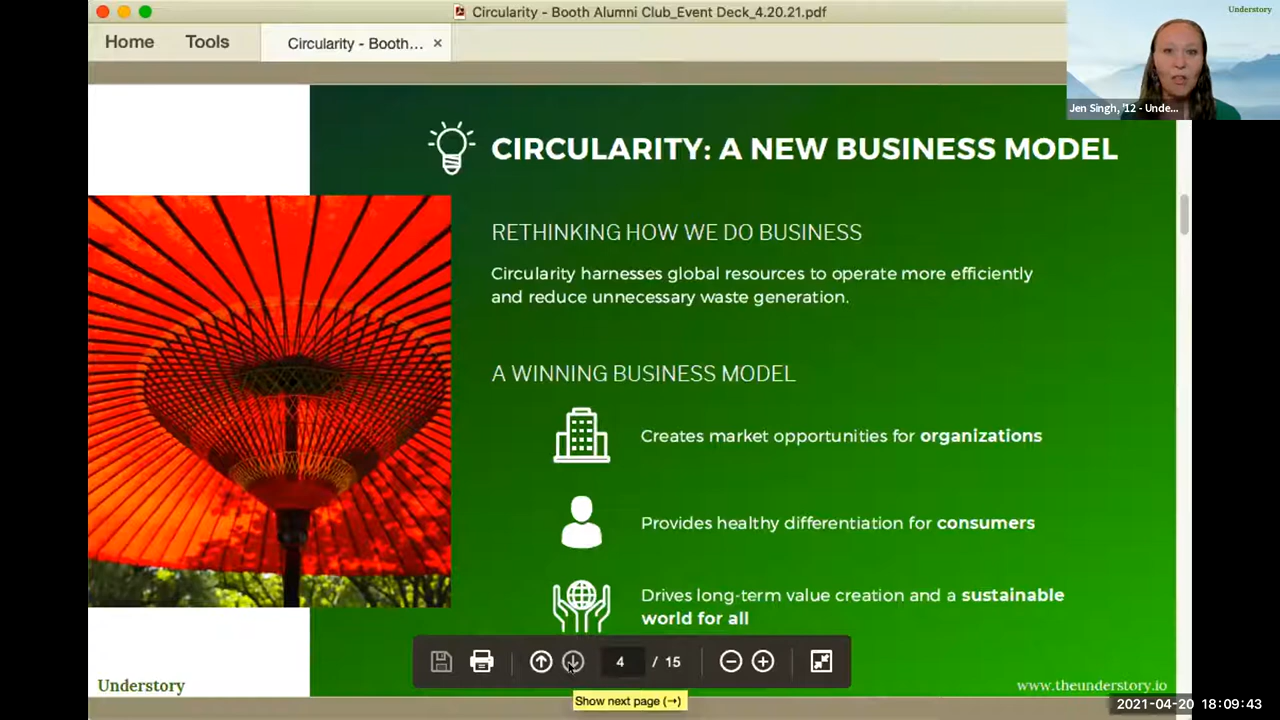 Circularity - Booth Alumni Club_Event Deck_4.20.21.pdf
Understory
Home
Tools
Circularity - Booth...
×
Jen Singh, '12 - Unde...
CIRCULARITY: A NEW BUSINESS MODEL
RETHINKING HOW WE DO BUSINESS
Circularity harnesses global resources to operate more efficiently
and reduce unnecessary waste generation.
A WINNING BUSINESS MODEL
Creates market opportunities for organizations
Provides healthy differentiation for consumers
Drives long-term value creation and a sustainable
world for all
4 / 15
Understory
www.theunderstory.io
Show next page (→)
2021-04-20 18:09:43